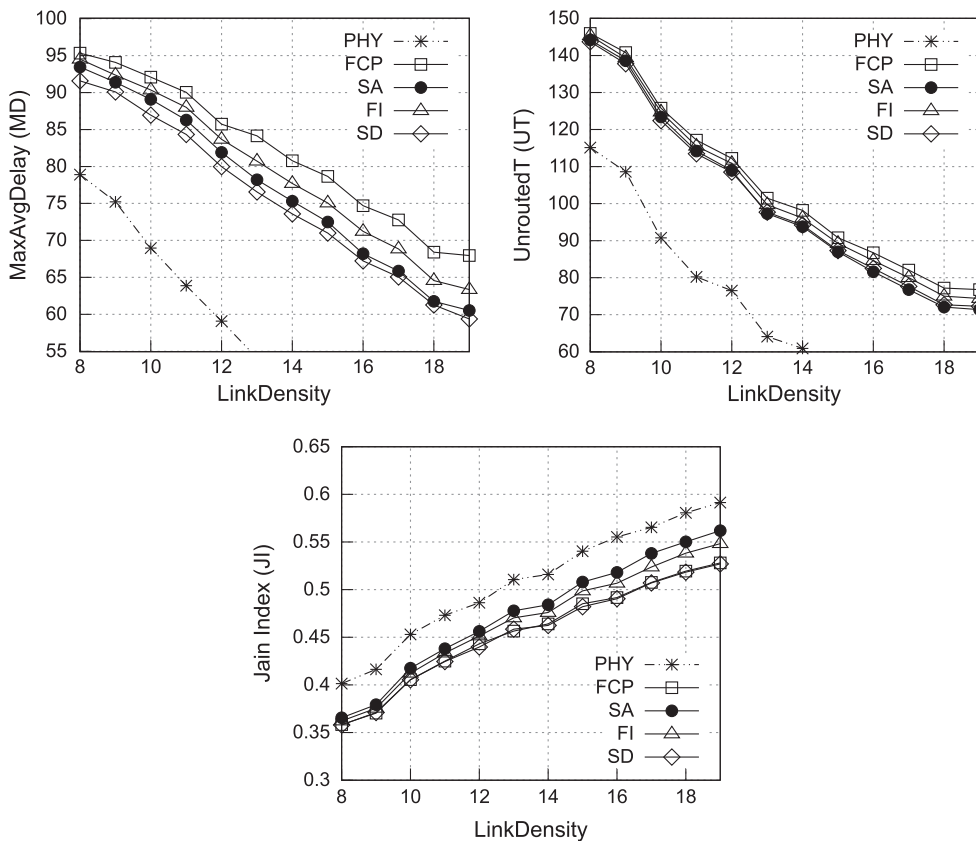 MaxAvgDelay (MD)
100
95
90
85
80
75
70
65
60
55
8 10 12 14 16 18
LinkDensity
PHY
FCP
SA
FI
SD
UnroutedT (UT)
150
140
130
120
110
100
90
80
70
60
8 10 12 14 16 18
LinkDensity
PHY
FCP
SA
FI
SD
Jain Index (JI)
0.65
0.6
0.55
0.5
0.45
0.4
0.35
0.3
8 10 12 14 16 18
LinkDensity
PHY
FCP
SA
FI
SD